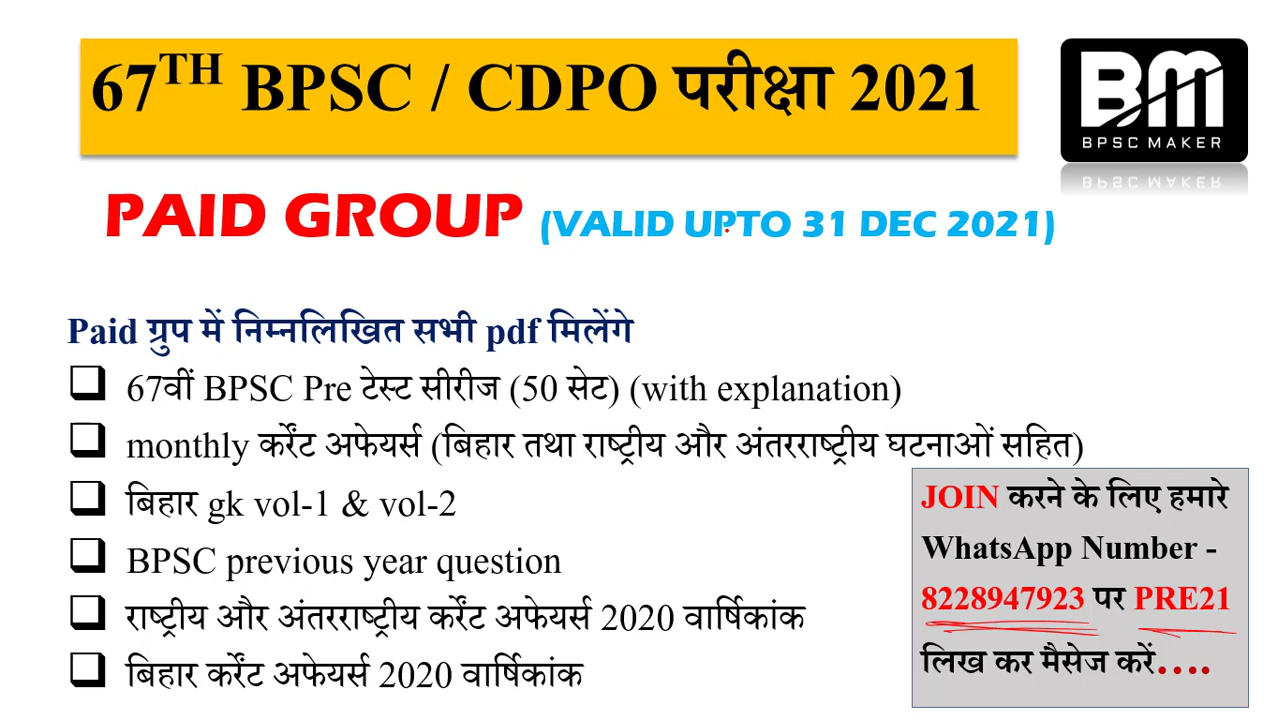 67TH BPSC / CDPO परीक्षा 2021
BM
BPSC MAKER
PAID GROUP (VALID UPTO 31 DEC 2021)
Paid ग्रुप में निम्नलिखित सभी pdf मिलेंगे
67वीं BPSC Pre टेस्ट सीरीज (50 सेट) (with explanation)
monthly करेंट अफेयर्स (बिहार तथा राष्ट्रीय और अंतरराष्ट्रीय घटनाओं सहित)
बिहार gk vol-1 & vol-2
BPSC previous year question
राष्ट्रीय और अंतरराष्ट्रीय करेंट अफेयर्स 2020 वार्षिकांक
बिहार करेंट अफेयर्स 2020 वार्षिकांक
JOIN करने के लिए हमारे
WhatsApp Number -
8228947923 पर PRE21
लिख कर मैसेज करें....